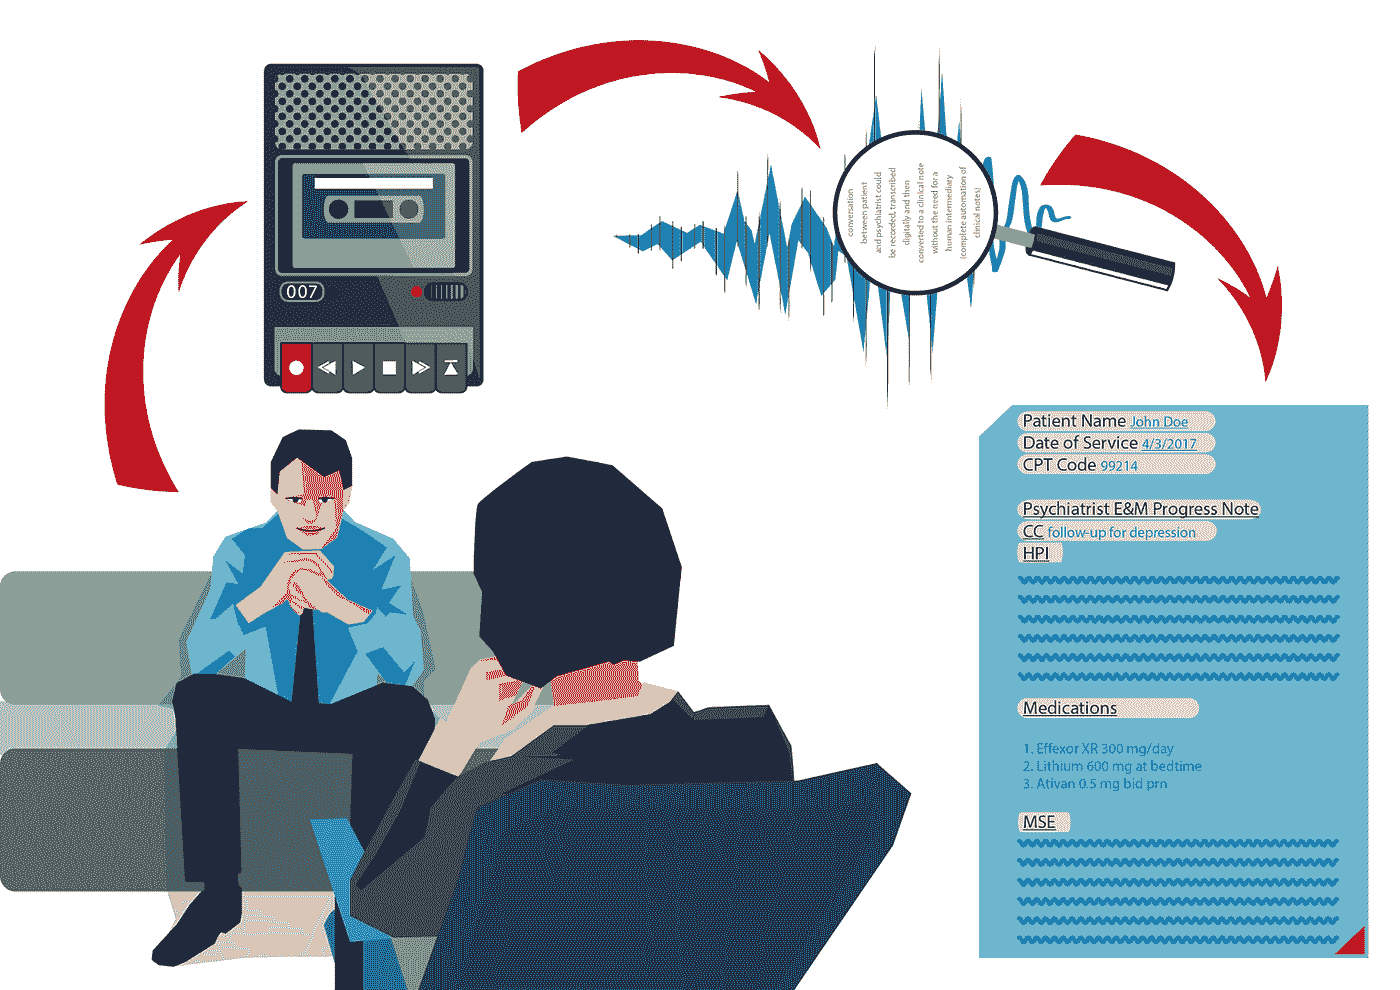 007
conversation
between patient
and psychiatrist could
be recorded, transcribed
digitally and then
converted to a clinical note
without the need for a
human intermediary
(complete automation of
clinical notes)
Patient Name John Doe
Date of Service 4/3/2017
CPT Code 99214
Psychiatrist E&M Progress Note
CC follow-up for depression
HPI
Medications
1. Effexor XR 300 mg/day
2. Lithium 600 mg at bedtime
3. Ativan 0.5 mg bid prn
MSE